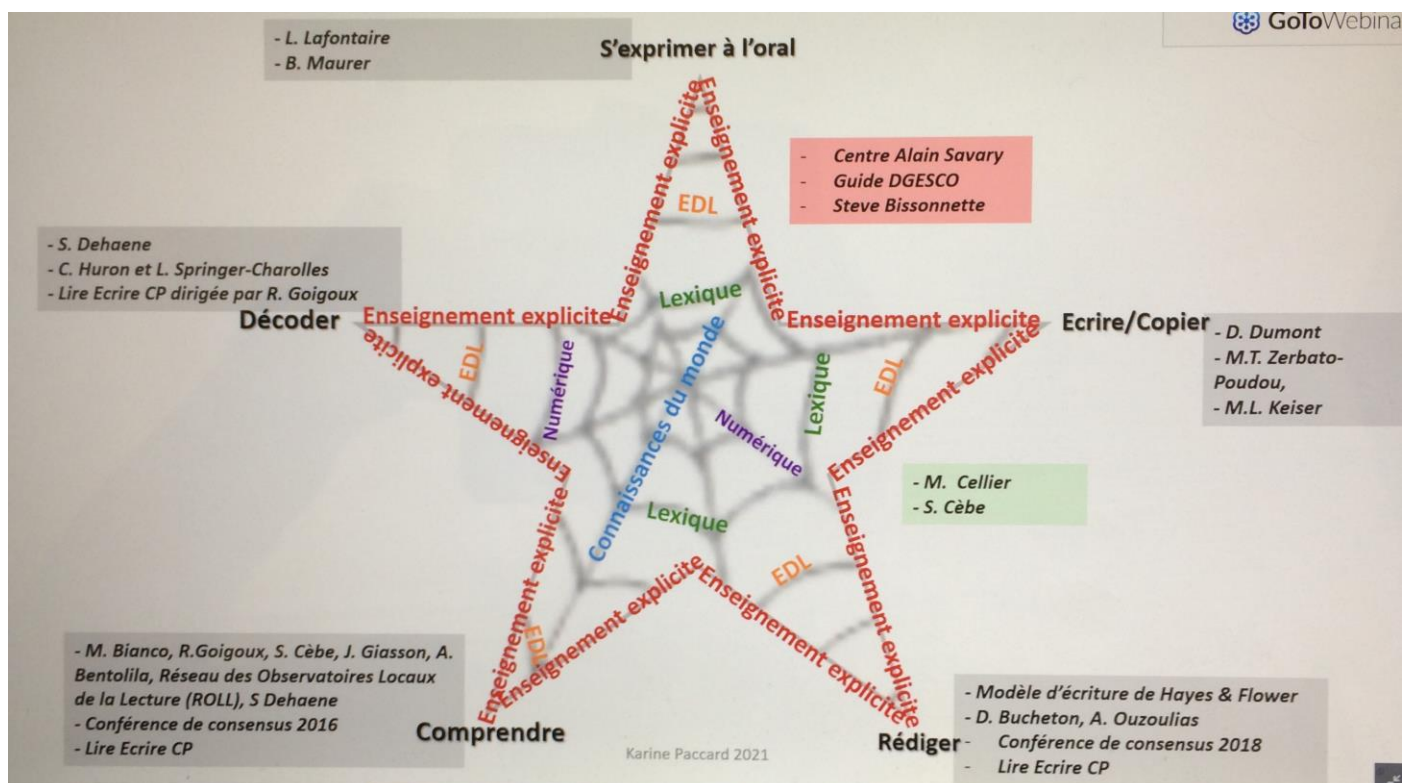 GoToWebina
- L. Lafontaine
- B. Maurer
S'exprimer à l'oral
Enseignement explicite
Enseignement explicite
- Centre Alain Savary
- Guide DGESCO
- Steve Bissonnette
EDL
- S. Dehaene
- C. Huron et L. Springer-Charolles
- Lire Ecrire CP dirigée par R. Goigoux
Lexique
Décoder
Enseignement explicite
Enseignement explicite
Ecrire/Copier
- D. Dumont
- M.T. Zerbato-
Poudou,
- M.L. Keiser
Enseignement explicite
EDL
Numérique
Connaissances du monde
Numérique
Lexique
EDL
Enseignement explicite
- M. Cellier
- S. Cèbe
Lexique
Enseignement explicite
Enseignement explicite
EDL
Enseignement explicite
Enseignement explicite
EDL
- M. Bianco, R.Goigoux, S. Cèbe, J. Giasson, A.
Bentolila, Réseau des Observatoires Locaux
de la Lecture (ROLL), S Dehaene
- Conférence de consensus 2016
- Lire Ecrire CP
Comprendre
Karine Paccard 2021
Rédiger
- Modèle d'écriture de Hayes & Flower
- D. Bucheton, A. Ouzoulias
- Conférence de consensus 2018
- Lire Ecrire CP